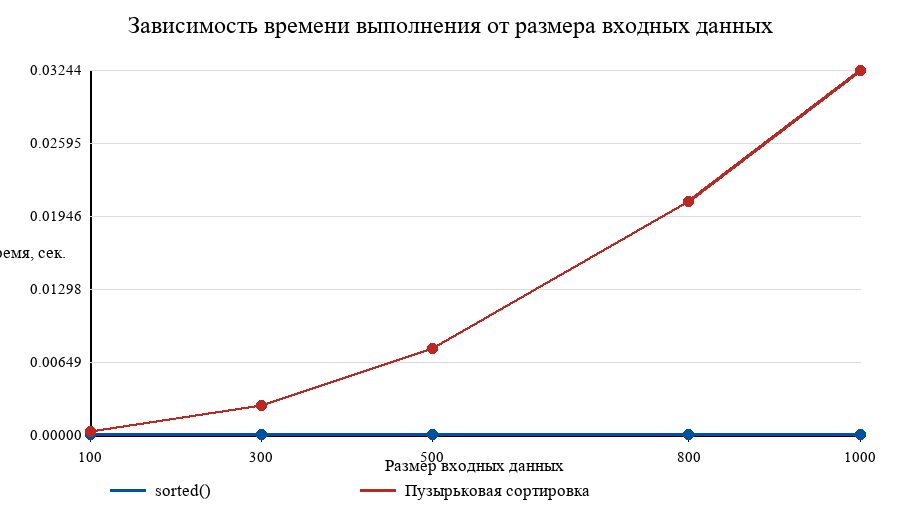 Зависимость времени выполнения от размера входных данных
0.03244
0.02595
0.01946
ремя, сек.
0.01298
0.00649
0.00000
100 300 500 800 1000
Размер входных данных
sorted() Пузырьковая сортировка